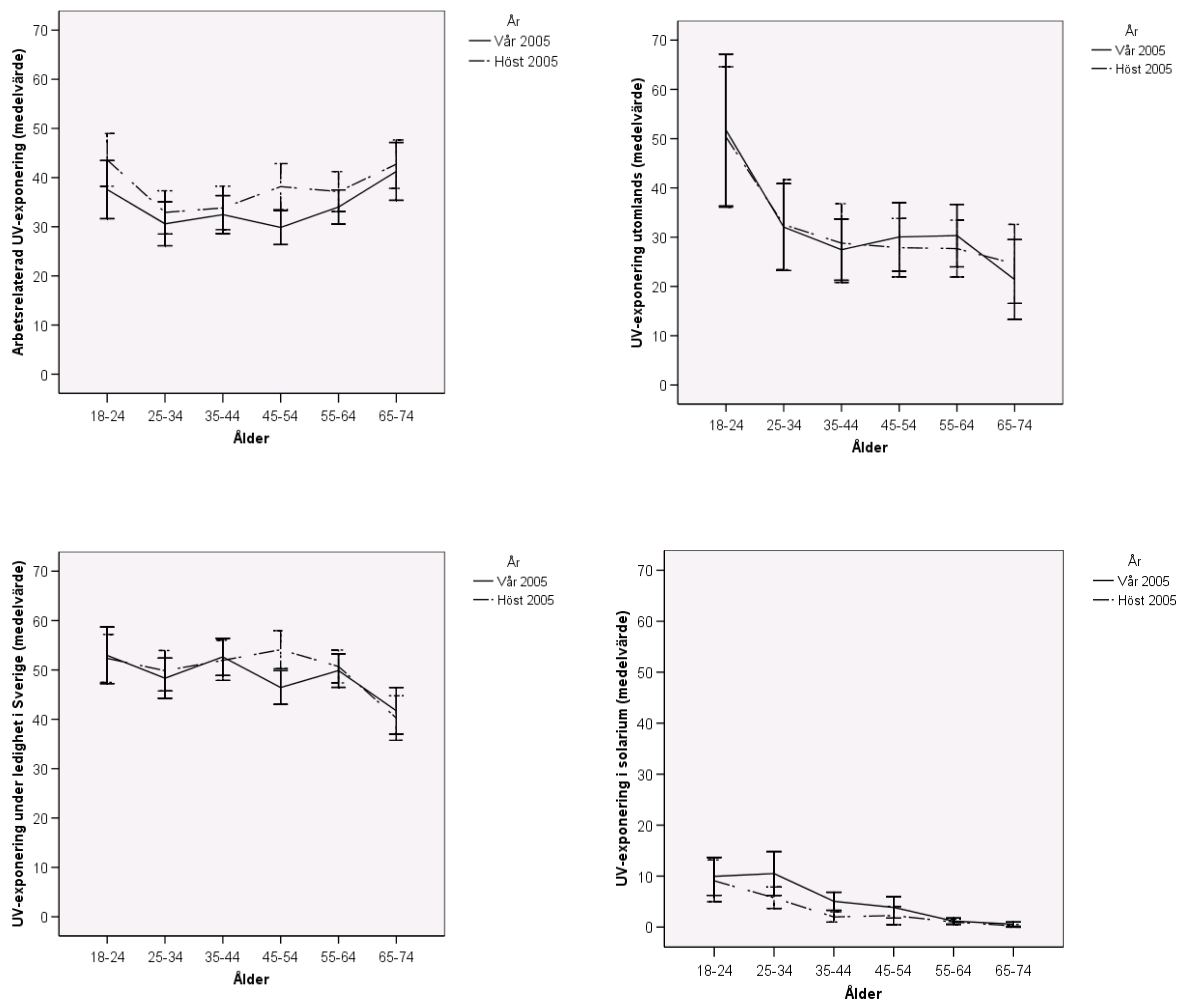 År
Vår 2005
Höst 2005
Arbetsrelaterad UV-exponering (medelvärde)
70
60
50
40
30
20
10
0
18-24 25-34 35-44 45-54 55-64 65-74
Ålder
År
Vår 2005
Höst 2005
UV-exponering utomlands (medelvärde)
70
60
50
40
30
20
10
0
18-24 25-34 35-44 45-54 55-64 65-74
Ålder
År
Vår 2005
Höst 2005
UV-exponering under ledighet i Sverige (medelvärde)
70
60
50
40
30
20
10
0
18-24 25-34 35-44 45-54 55-64 65-74
Ålder
År
Vår 2005
Höst 2005
UV-exponering i solarium (medelvärde)
70
60
50
40
30
20
10
0
18-24 25-34 35-44 45-54 55-64 65-74
Ålder